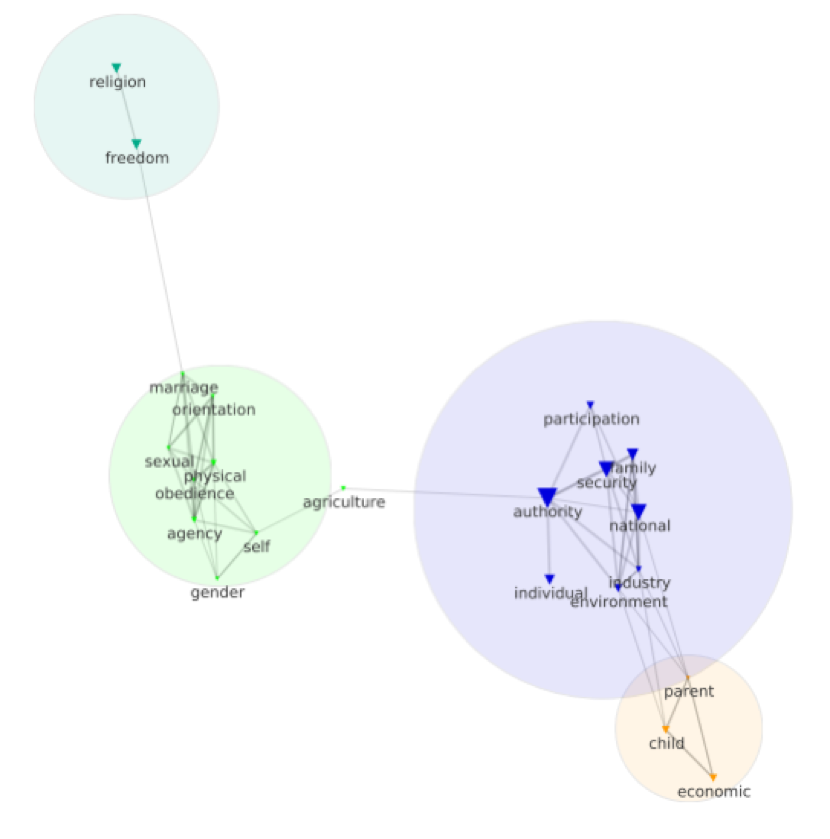 religion
freedom
marriage
orientation
sexual
physical
obedience
agency
self
gender
agriculture
participation
family
security
authority
national
industry
individual
environment
parent
child
economic